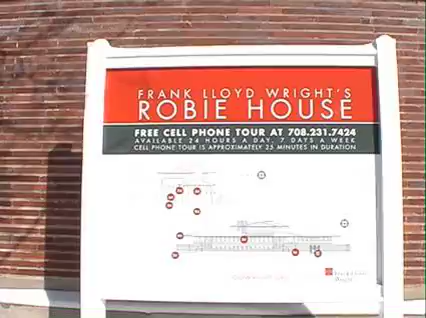 FRANK LLOYD WRIGHT'S
ROBIE HOUSE
FREE CELL PHONE TOUR AT 708.231.7424
AVAILABLE 24 HOURS A DAY, 7 DAYS A WEEK
CELL PHONE TOUR IS APPROXIMATELY 25 MINUTES IN DURATION